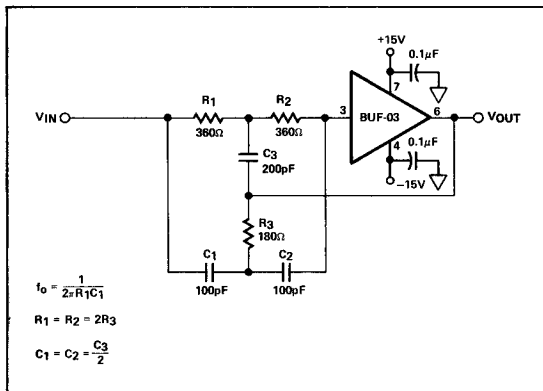 +15V
0.1µF
7
R1
R2
VIN
3
BUF-03
6
VOUT
360Ω
360Ω
4
0.1µF
C3
200pF
−15V
R3
180Ω
C1
C2
100pF
100pF
fo = 1 / 2πR1C1
R1 = R2 = 2R3
C1 = C2 = C3 / 2